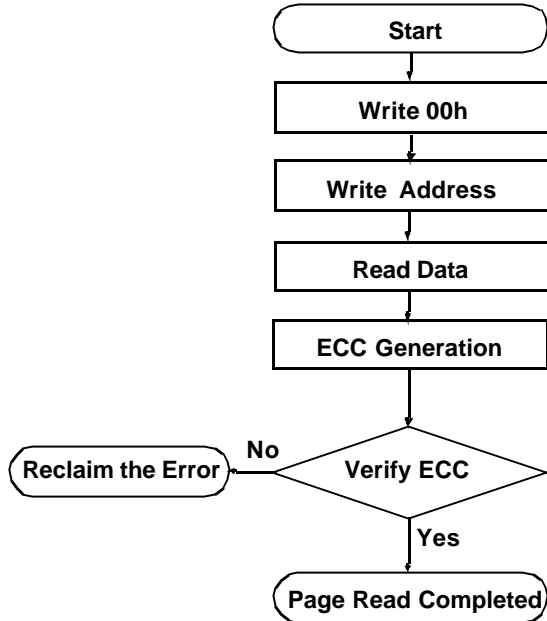 Start
Write 00h
Write Address
Read Data
ECC Generation
No
Reclaim the Error
Verify ECC
Yes
Page Read Completed